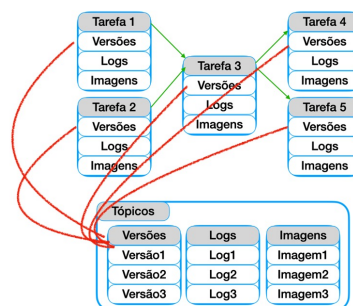 Tarefa 1
Versões
Logs
Imagens
Tarefa 2
Versões
Logs
Imagens
Tarefa 3
Versões
Logs
Imagens
Tarefa 4
Versões
Logs
Imagens
Tarefa 5
Versões
Logs
Imagens
Tópicos
Versões Logs Imagens
Versão1 Log1 Imagem1
Versão2 Log2 Imagem2
Versão3 Log3 Imagem3